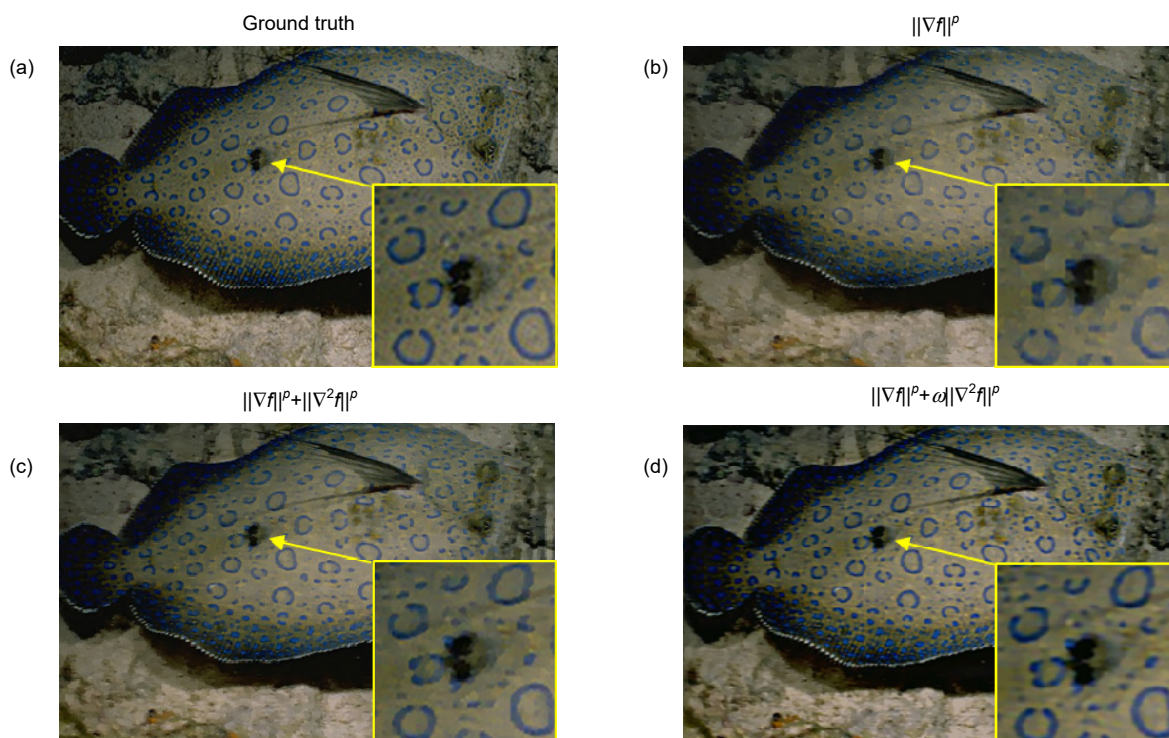 Ground truth
||∇f||ᵖ
(a)
(b)
||∇f||ᵖ+||∇²f||ᵖ
||∇f||ᵖ+ω||∇²f||ᵖ
(c)
(d)